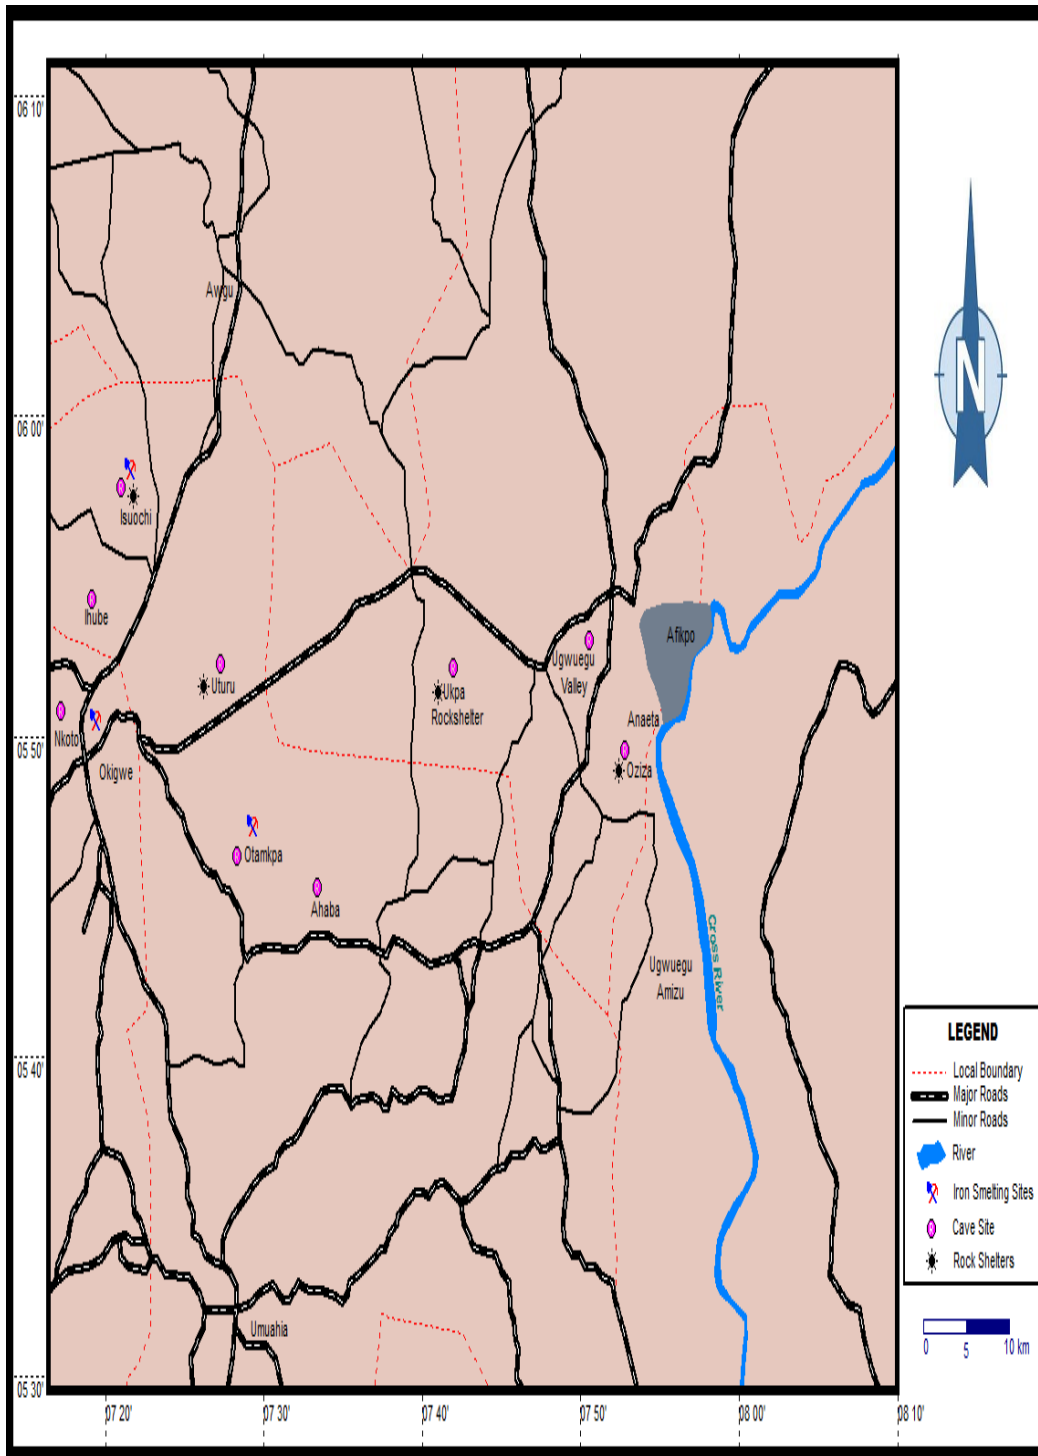 06 10'
Awgu
N
06 00'
Isuochi
Ihube
Afikpo
Ugwuegu
Valley
Uturu
Ukpa
Rockshelter
Nkoto
Anaeta
05 50'
Okigwe
Oziza
Otamkpa
Ahaba
Cross River
Ugwuegu
Amizu
05 40'
LEGEND
Local Boundary
Major Roads
Minor Roads
River
Iron Smelting Sites
Cave Site
Rock Shelters
Umuahia
0 5 10 km
05 30'
07 20' 07 30' 07 40' 07 50' 08 00' 08 10'